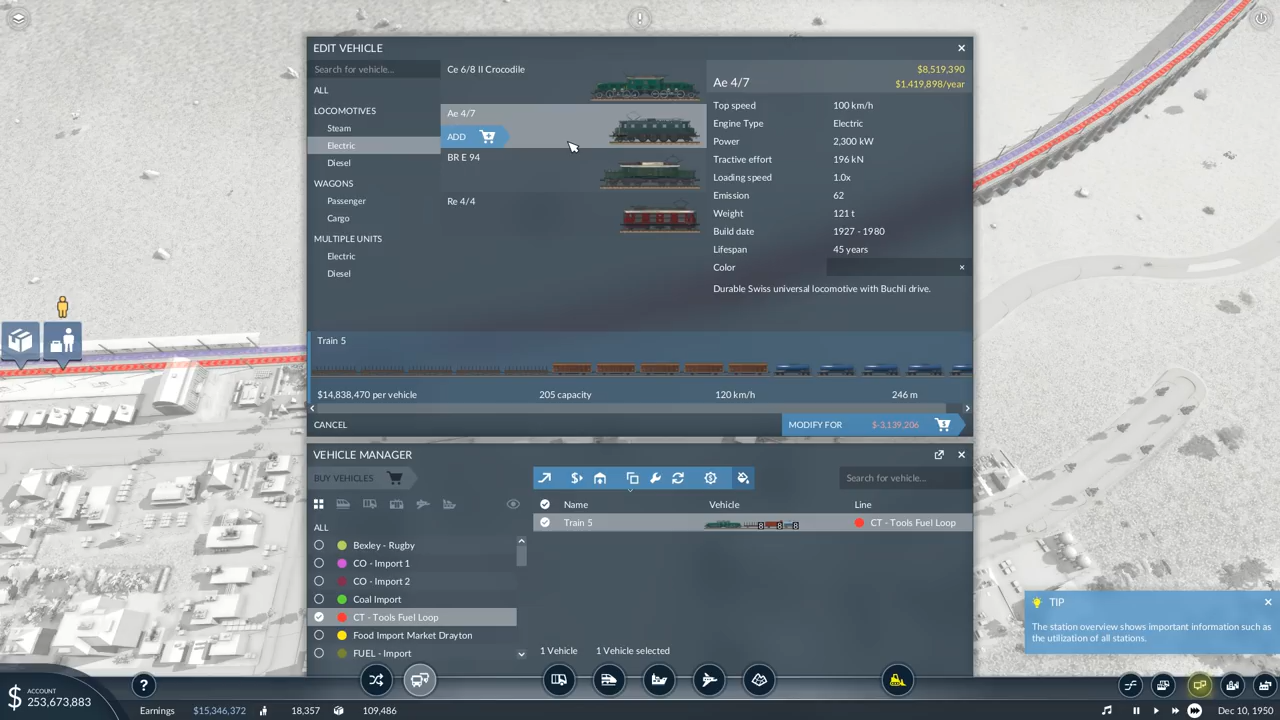 EDIT VEHICLE
Search for vehicle...
ALL
LOCOMOTIVES
Steam
Electric
Diesel
WAGONS
Passenger
Cargo
MULTIPLE UNITS
Electric
Diesel
Ce 6/8 II Crocodile
Ae 4/7
ADD
BR E 94
Re 4/4
$8,519,390
Ae 4/7
$1,419,898/year
Top speed 100 km/h
Engine Type Electric
Power 2,300 kW
Tractive effort 196 kN
Loading speed 1.0x
Emission 62
Weight 121 t
Build date 1927 - 1980
Lifespan 45 years
Color
Durable Swiss universal locomotive with Buchli drive.
Train 5
$14,838,470 per vehicle 205 capacity 120 km/h 246 m
CANCEL
MODIFY FOR $-3,139,206
VEHICLE MANAGER
BUY VEHICLES
Search for vehicle...
Name Vehicle Line
Train 5 8 8 8 CT - Tools Fuel Loop
ALL
Bexley - Rugby
CO - Import 1
CO - Import 2
Coal Import
CT - Tools Fuel Loop
Food Import Market Drayton
FUEL - Import
1 Vehicle 1 Vehicle selected
TIP
The station overview shows important information such as
the utilization of all stations.
$ ACCOUNT
253,673,883
?
Earnings $15,346,372 18,357 109,486
Dec 10, 1950